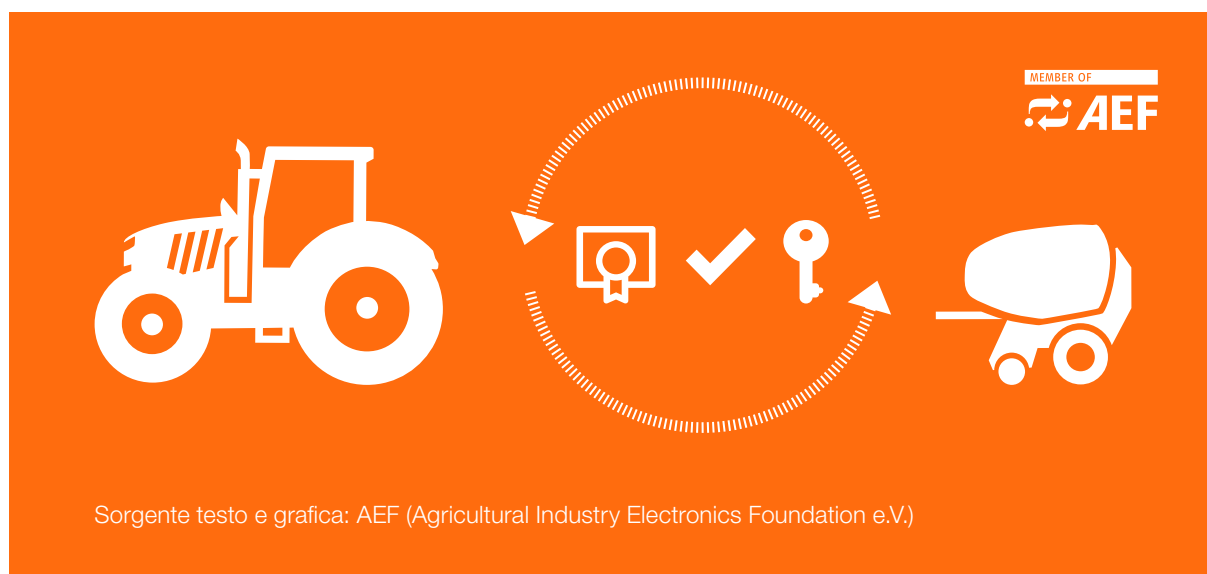 MEMBER OF
AEF
Sorgente testo e grafica: AEF (Agricultural Industry Electronics Foundation e.V.)